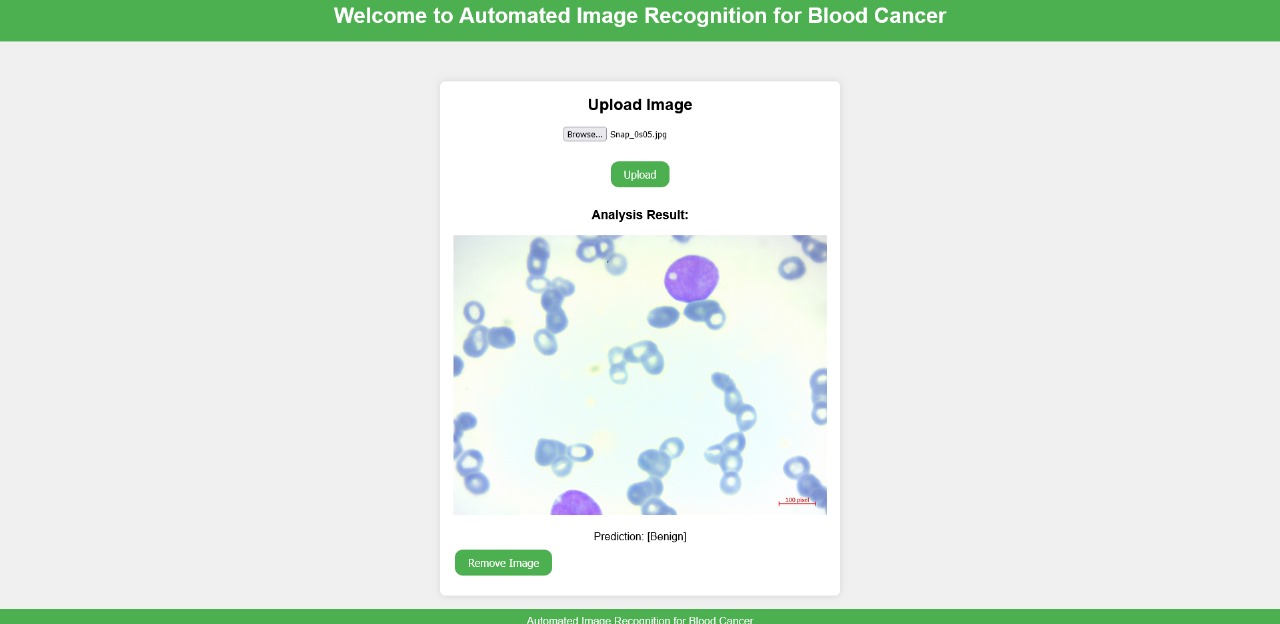 Welcome to Automated Image Recognition for Blood Cancer
Upload Image
Browse... Snap_0s05.jpg
Upload
Analysis Result:
100 pixel
Prediction: [Benign]
Remove Image
Automated Image Recognition for Blood Cancer